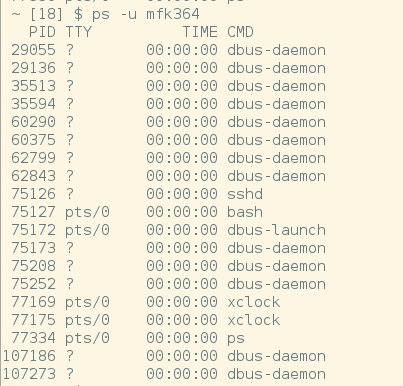 ~ [18] $ ps -u mfk364
PID TTY TIME CMD
29055 ? 00:00:00 dbus-daemon
29136 ? 00:00:00 dbus-daemon
35513 ? 00:00:00 dbus-daemon
35594 ? 00:00:00 dbus-daemon
60290 ? 00:00:00 dbus-daemon
60375 ? 00:00:00 dbus-daemon
62799 ? 00:00:00 dbus-daemon
62843 ? 00:00:00 dbus-daemon
75126 ? 00:00:00 sshd
75127 pts/0 00:00:00 bash
75172 pts/0 00:00:00 dbus-launch
75173 ? 00:00:00 dbus-daemon
75208 ? 00:00:00 dbus-daemon
75252 ? 00:00:00 dbus-daemon
77169 pts/0 00:00:00 xclock
77175 pts/0 00:00:00 xclock
77334 pts/0 00:00:00 ps
107186 ? 00:00:00 dbus-daemon
107273 ? 00:00:00 dbus-daemon